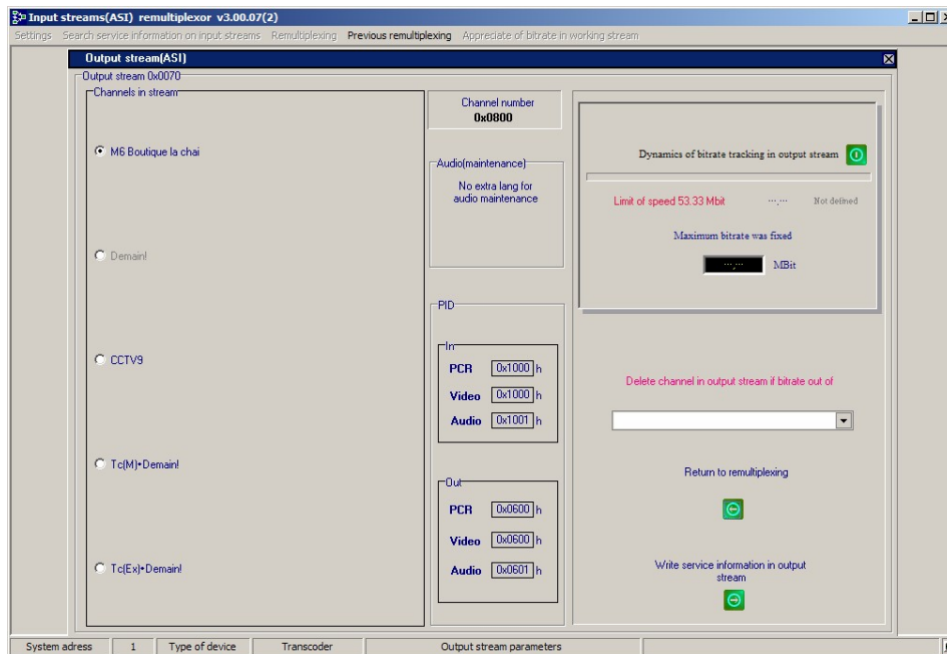 Input streams(ASI) remultiplexor v3.00.07(2)
Settings Search service information on input streams Remultiplexing Previous remultiplexing Appreciate of bitrate in working stream
Output stream(ASI)
Output stream 0x0070
Channels in stream
M6 Boutique la chai
Demain!
CCTV9
Tc(M)•Demain!
Tc(Ex)•Demain!
Channel number
0x0800
Audio(maintenance)
No extra lang for
audio maintenance
PID
In
PCR 0x1000 h
Video 0x1000 h
Audio 0x1001 h
Out
PCR 0x0600 h
Video 0x0600 h
Audio 0x0601 h
Dynamics of bitrate tracking in output stream
Limit of speed 53.33 Mbit ---,--- Not defined
Maximum bitrate was fixed
---,--- MBit
Delete channel in output stream if bitrate out of
Return to remultiplexing
Write service information in output
stream
System adress 1 Type of device Transcoder Output stream parameters